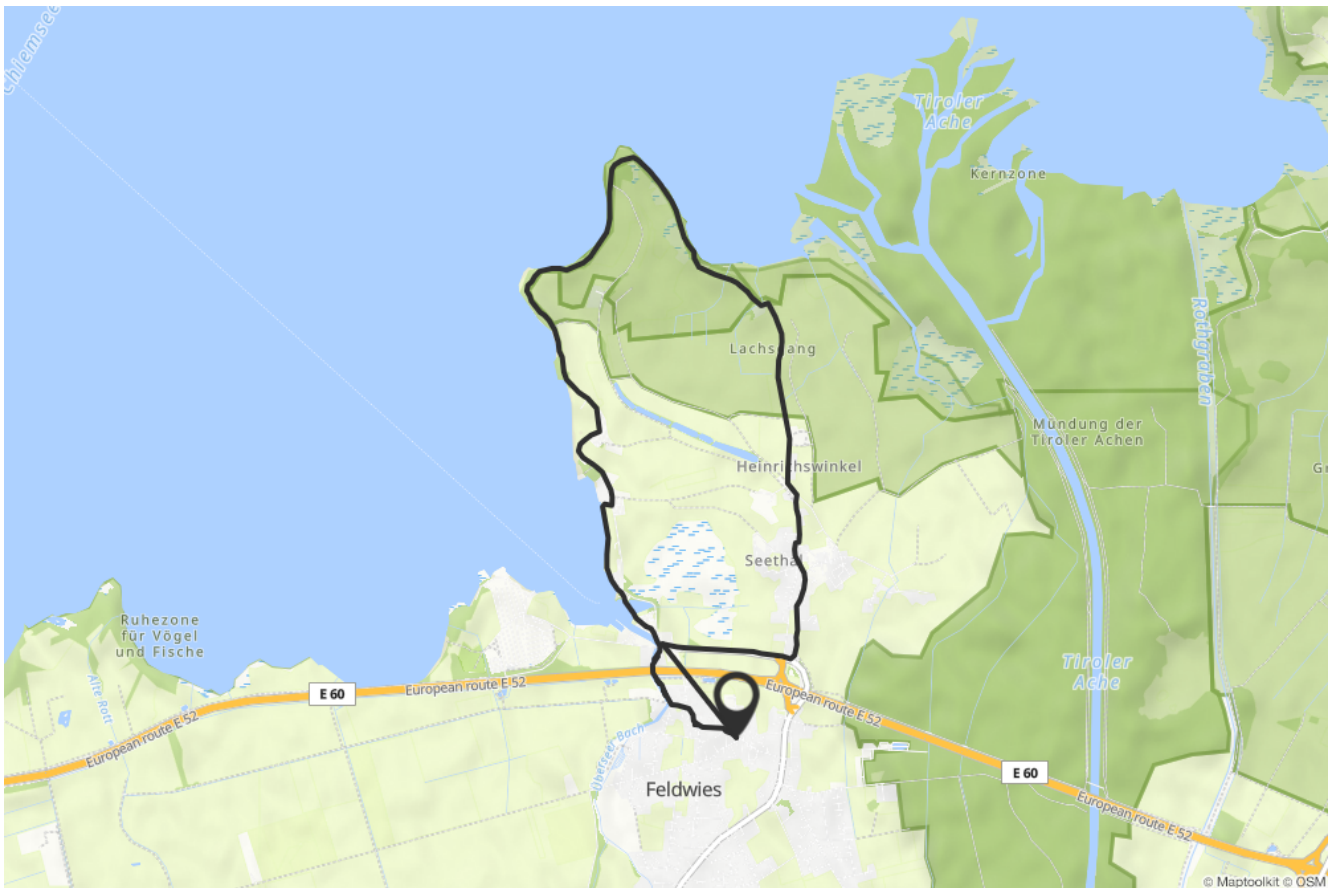 Chiemsee
Tiroler
Ache
Kernzone
Rothgraben
Lachsgang
Mündung der
Tiroler Achen
Heinrichswinkel
Gr
Seethal
Ruhezone
für Vögel
und Fische
Alte Rott
E 60
European route E 52
European route E 52
European route E 52
Tiroler
Ache
Überseer Bach
Feldwies
E 60
European route E 52
© Maptoolkit © OSM